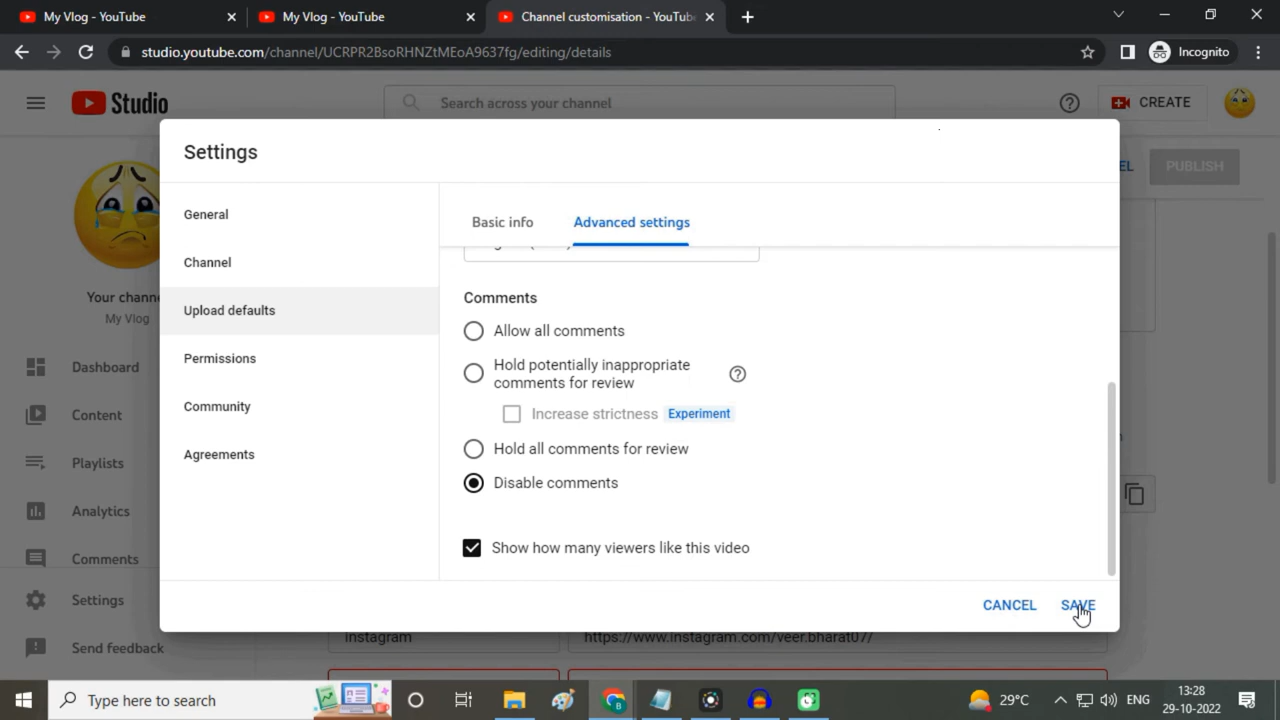 My Vlog - YouTube
My Vlog - YouTube
Channel customisation - YouTube
studio.youtube.com/channel/UCRPR2BsoRHNZtMEoA9637fg/editing/details
Incognito
Studio
Search across your channel
CREATE
EL
PUBLISH
Settings
General
Channel
Upload defaults
Permissions
Community
Agreements
Basic info
Advanced settings
Comments
Allow all comments
Hold potentially inappropriate
comments for review
Increase strictness Experiment
Hold all comments for review
Disable comments
Show how many viewers like this video
CANCEL
SAVE
Your chann
My Vlog
Dashboard
Content
Playlists
Analytics
Comments
Settings
Send feedback
Instagram
https://www.instagram.com/veer.bharat07/
Type here to search
29°C
ENG
13:28
29-10-2022